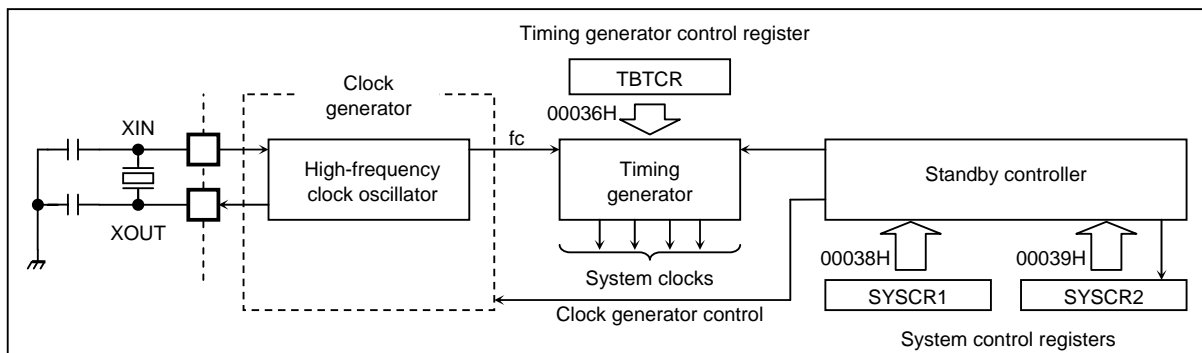 Timing generator control register
TBTCR
Clock
generator
00036H
XIN
fc
High-frequency
clock oscillator
Timing
generator
Standby controller
XOUT
00038H
00039H
System clocks
SYSCR1
SYSCR2
Clock generator control
System control registers